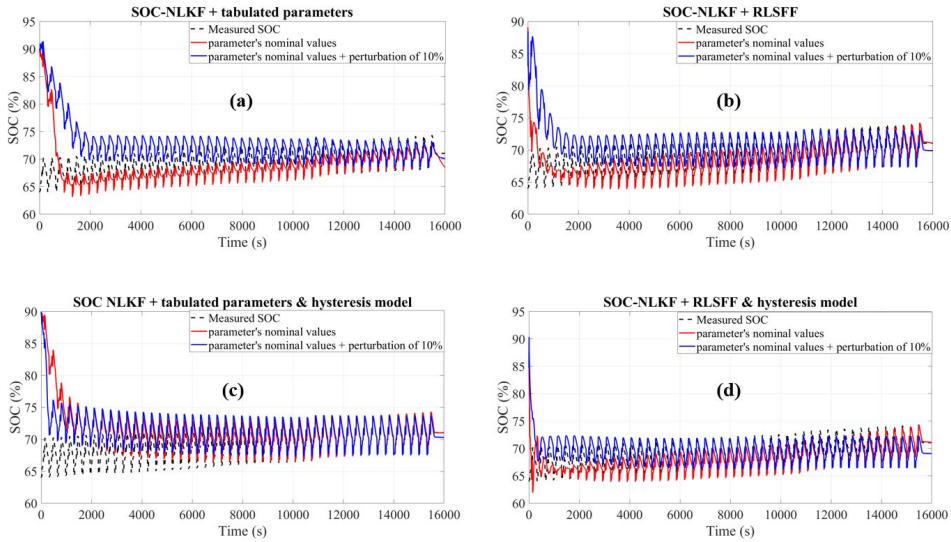 SOC-NLKF + tabulated parameters
Measured SOC
parameter's nominal values
parameter's nominal values + perturbation of 10%
(a)
SOC (%)
95
90
85
80
75
70
65
60
0 2000 4000 6000 8000 10000 12000 14000 16000
Time (s)
SOC-NLKF + RLSFF
Measured SOC
parameter's nominal values
parameter's nominal values + perturbation of 10%
(b)
SOC (%)
90
85
80
75
70
65
60
0 2000 4000 6000 8000 10000 12000 14000 16000
Time (s)
SOC NLKF + tabulated parameters & hysteresis model
Measured SOC
parameter's nominal values
parameter's nominal values + perturbation of 10%
(c)
SOC (%)
90
85
80
75
70
65
60
0 2000 4000 6000 8000 10000 12000 14000 16000
Time (s)
SOC-NLKF + RLSFF & hysteresis model
Measured SOC
parameter's nominal values
parameter's nominal values + perturbation of 10%
(d)
SOC (%)
95
90
85
80
75
70
65
60
0 2000 4000 6000 8000 10000 12000 14000 16000
Time (s)